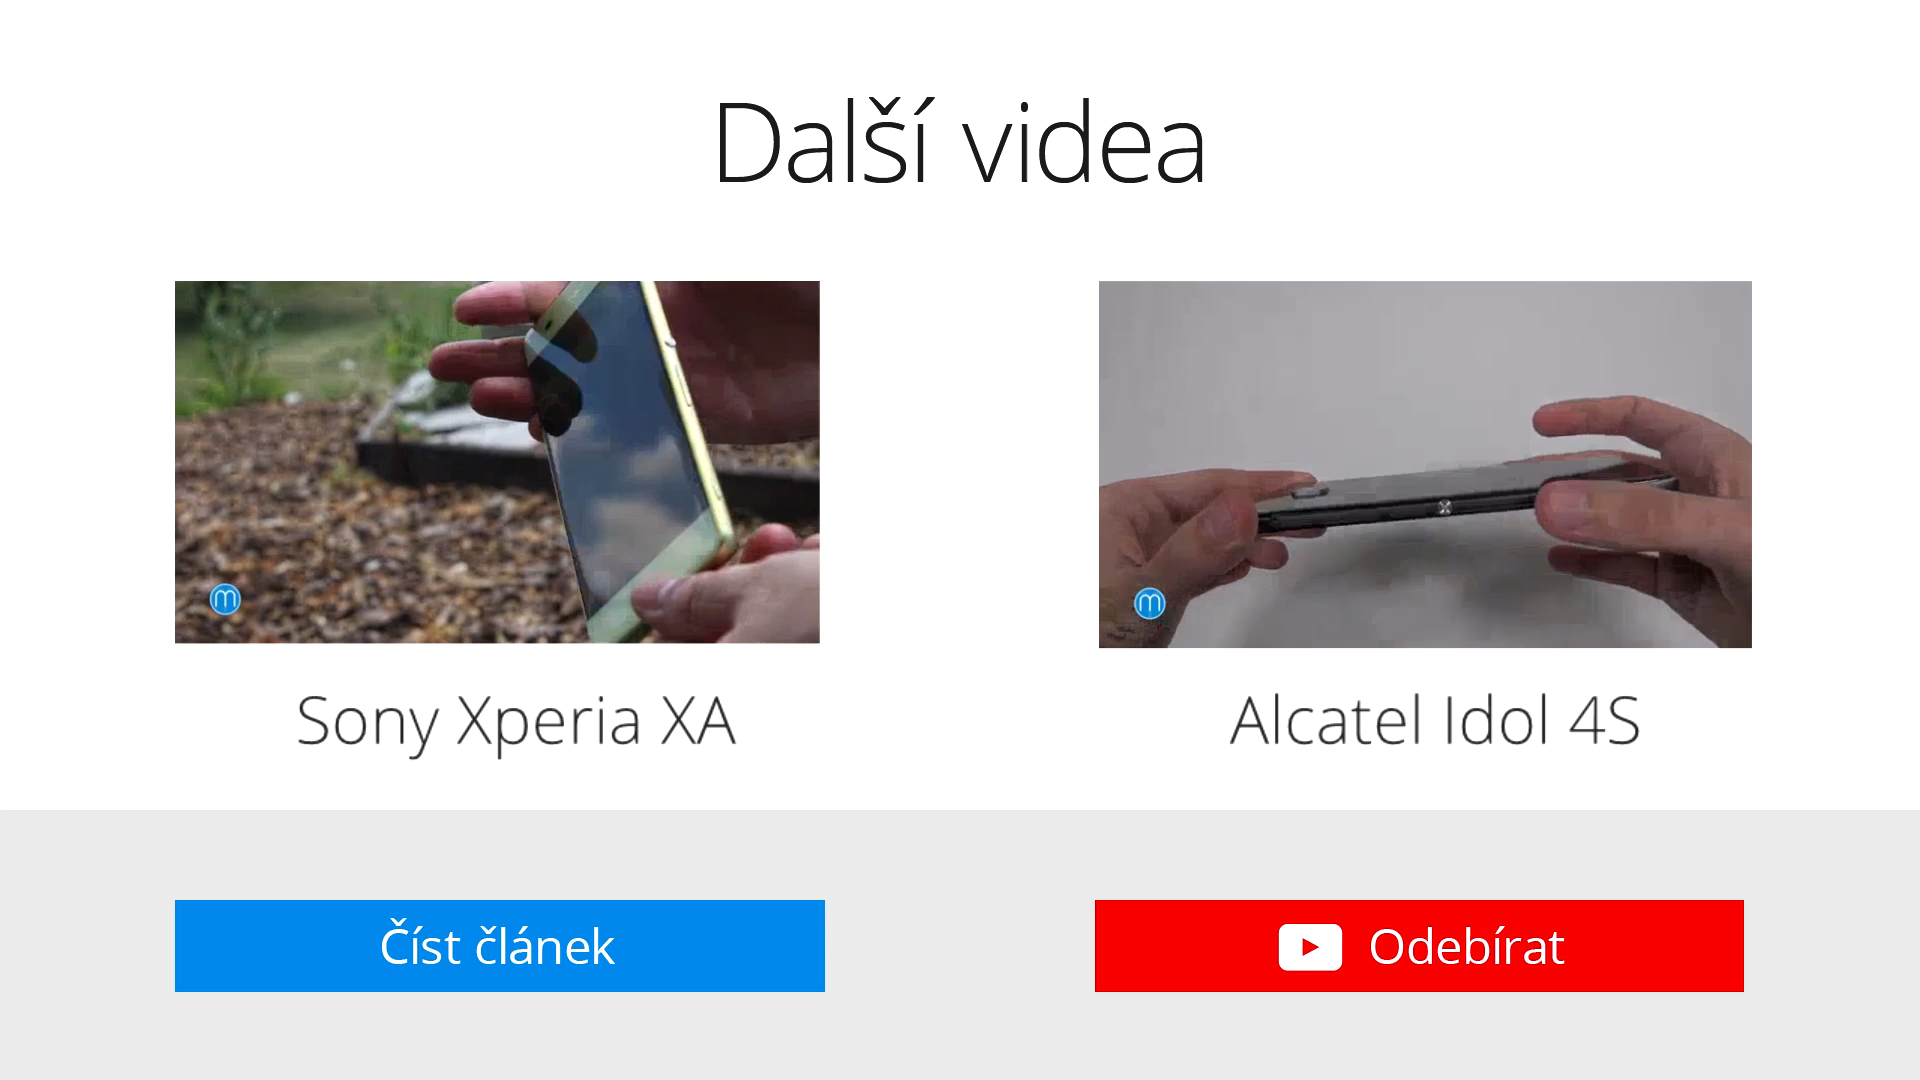 Další videa
Sony Xperia XA
Alcatel Idol 4S
Číst článek
Odebírat